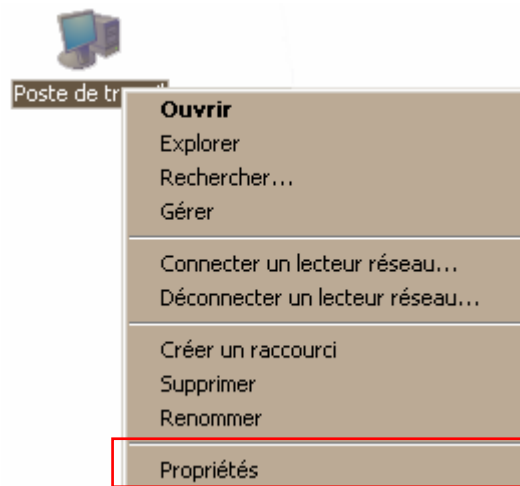 Poste de tr
Ouvrir
Explorer
Rechercher...
Gérer
Connecter un lecteur réseau...
Déconnecter un lecteur réseau...
Créer un raccourci
Supprimer
Renommer
Propriétés